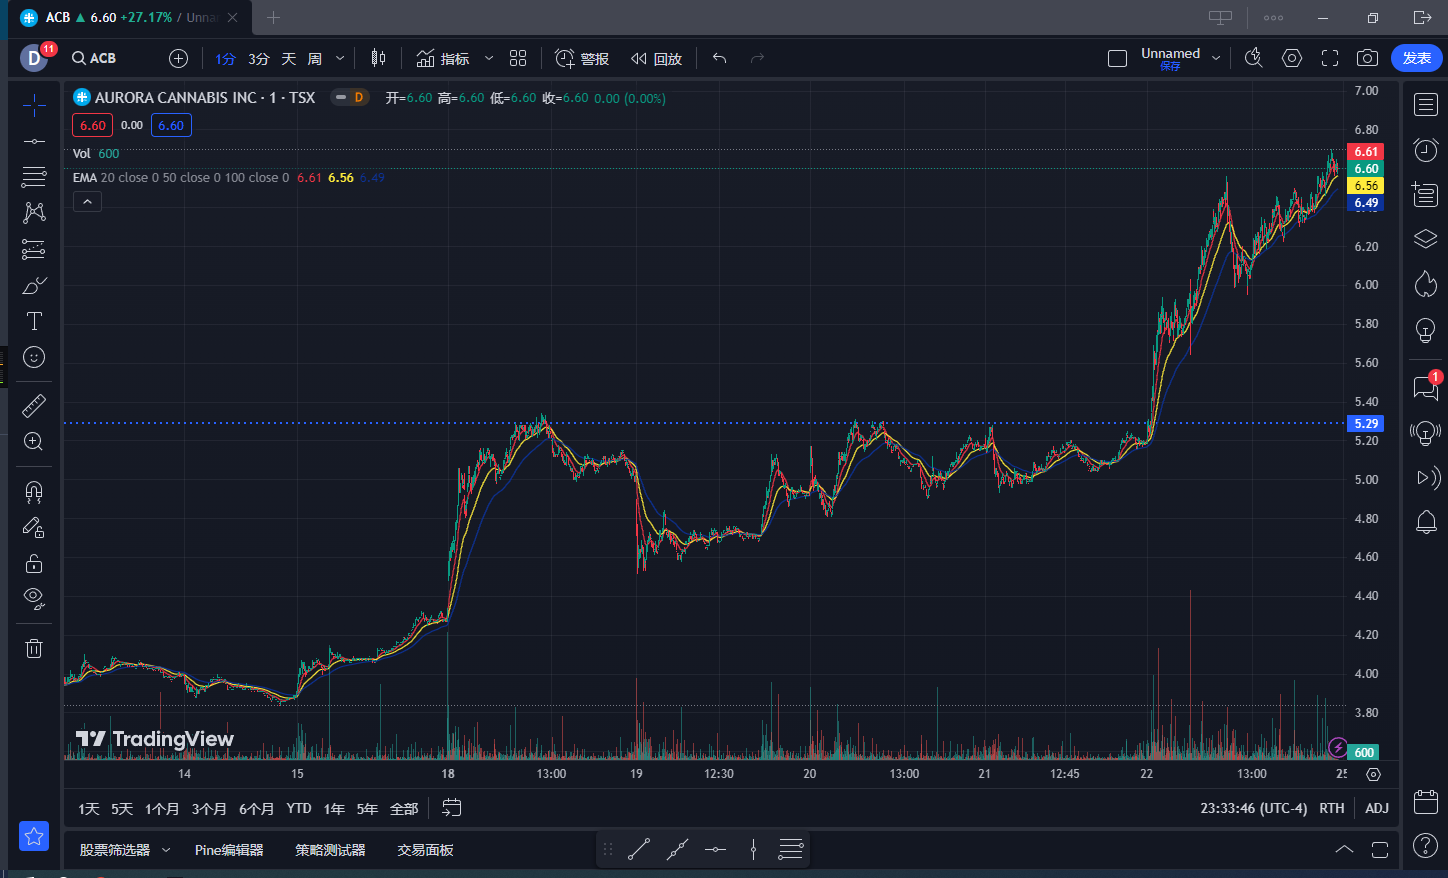 ACB ▲ 6.60 +27.17% / Unna
D 11 ACB 1分 3分 天 周 指标 警报 回放 Unnamed 保存 发表
AURORA CANNABIS INC · 1 · TSX D 开=6.60 高=6.60 低=6.60 收=6.60 0.00 (0.00%)
6.60 0.00 6.60
Vol 600
EMA 20 close 0 50 close 0 100 close 0 6.61 6.56 6.49
7.00
6.80
6.61
6.60
6.56
6.49
6.20
6.00
5.80
5.60
5.40
5.29
5.20
5.00
4.80
4.60
4.40
4.20
4.00
3.80
600
1
TradingView
14 15 18 13:00 19 12:30 20 13:00 21 12:45 22 13:00 25
1天 5天 1个月 3个月 6个月 YTD 1年 5年 全部 23:33:46 (UTC-4) RTH ADJ
股票筛选器 Pine编辑器 策略测试器 交易面板